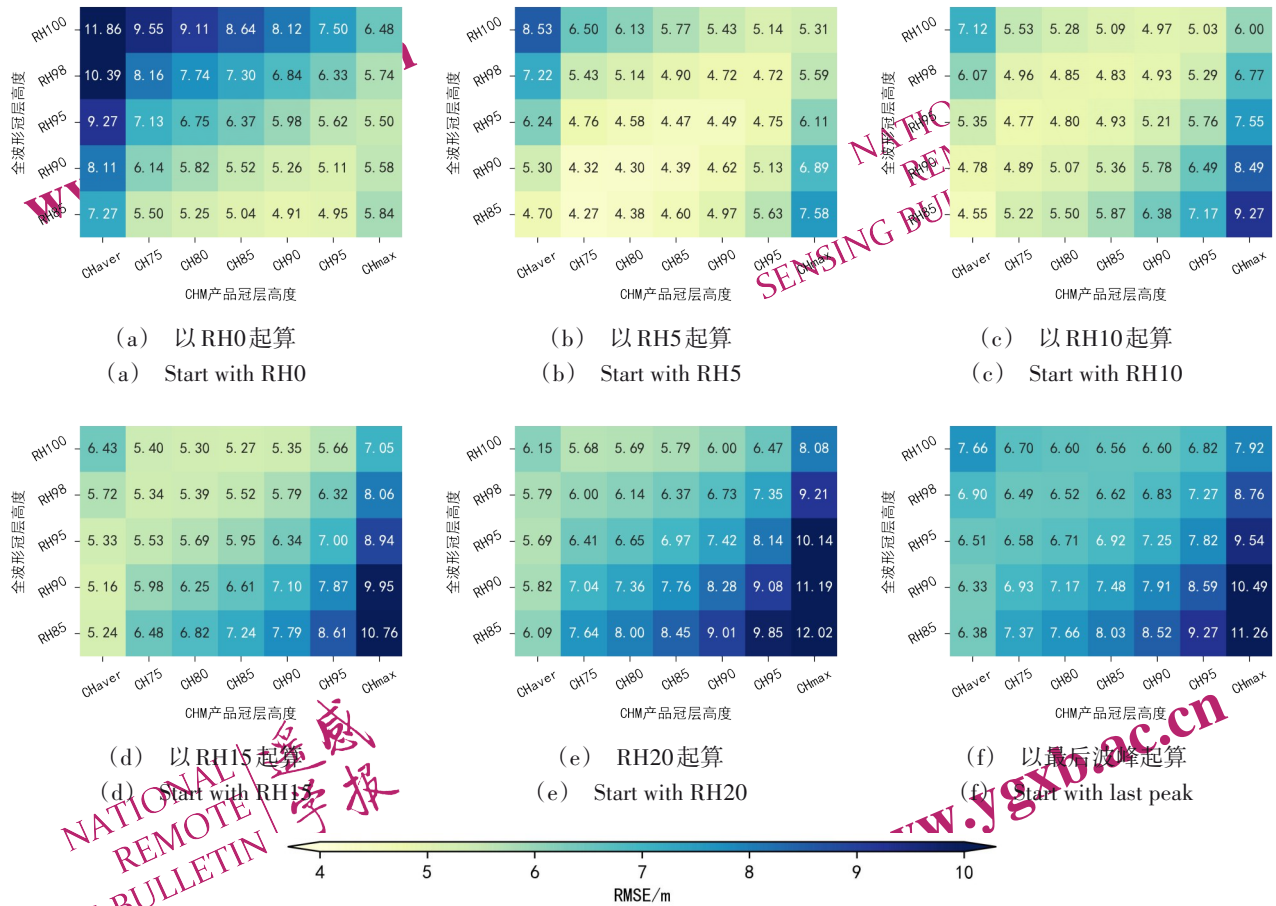 RH100 11.86 9.55 9.11 8.64 8.12 7.50 6.48
RH98 10.39 8.16 7.74 7.30 6.84 6.33 5.74
RH95 9.27 7.13 6.75 6.37 5.98 5.62 5.50
RH90 8.11 6.14 5.82 5.52 5.26 5.11 5.58
RH85 7.27 5.50 5.25 5.04 4.91 4.95 5.84
全波形冠层高度
CHaver CH75 CH80 CH85 CH90 CH95 CHmax
CHM产品冠层高度
(a) 以RH0起算
(a) Start with RH0
RH100 8.53 6.50 6.13 5.77 5.43 5.14 5.31
RH98 7.22 5.43 5.14 4.90 4.72 4.72 5.59
RH95 6.24 4.76 4.58 4.47 4.49 4.75 6.11
RH90 5.30 4.32 4.30 4.39 4.62 5.13 6.89
RH85 4.70 4.27 4.38 4.60 4.97 5.63 7.58
全波形冠层高度
CHaver CH75 CH80 CH85 CH90 CH95 CHmax
CHM产品冠层高度
(b) 以RH5起算
(b) Start with RH5
RH100 7.12 5.53 5.28 5.09 4.97 5.03 6.00
RH98 6.07 4.96 4.85 4.83 4.93 5.29 6.77
RH95 5.35 4.77 4.80 4.93 5.21 5.76 7.55
RH90 4.78 4.89 5.07 5.36 5.78 6.49 8.49
RH85 4.55 5.22 5.50 5.87 6.38 7.17 9.27
全波形冠层高度
CHaver CH75 CH80 CH85 CH90 CH95 CHmax
CHM产品冠层高度
(c) 以RH10起算
(c) Start with RH10
RH100 6.43 5.40 5.30 5.27 5.35 5.66 7.05
RH98 5.72 5.34 5.39 5.52 5.79 6.32 8.06
RH95 5.33 5.53 5.69 5.95 6.34 7.00 8.94
RH90 5.16 5.98 6.25 6.61 7.10 7.87 9.95
RH85 5.24 6.48 6.82 7.24 7.79 8.61 10.76
全波形冠层高度
CHaver CH75 CH80 CH85 CH90 CH95 CHmax
CHM产品冠层高度
(d) 以RH15起算
(d) Start with RH15
RH100 6.15 5.68 5.69 5.79 6.00 6.47 8.08
RH98 5.79 6.00 6.14 6.37 6.73 7.35 9.21
RH95 5.69 6.41 6.65 6.97 7.42 8.14 10.14
RH90 5.82 7.04 7.36 7.76 8.28 9.08 11.19
RH85 6.09 7.64 8.00 8.45 9.01 9.85 12.02
全波形冠层高度
CHaver CH75 CH80 CH85 CH90 CH95 CHmax
CHM产品冠层高度
(e) RH20起算
(e) Start with RH20
RH100 7.66 6.70 6.60 6.56 6.60 6.82 7.92
RH98 6.90 6.49 6.52 6.62 6.83 7.27 8.76
RH95 6.51 6.58 6.71 6.92 7.25 7.82 9.54
RH90 6.33 6.93 7.17 7.48 7.91 8.59 10.49
RH85 6.38 7.37 7.66 8.03 8.52 9.27 11.26
全波形冠层高度
CHaver CH75 CH80 CH85 CH90 CH95 CHmax
CHM产品冠层高度
(f) 以最后波峰起算
(f) Start with last peak
4 5 6 7 8 9 10
RMSE/m
NATIONAL
REMOTE
BULLETIN
遥感
学报
SENSING
w.ygxb.ac.cn